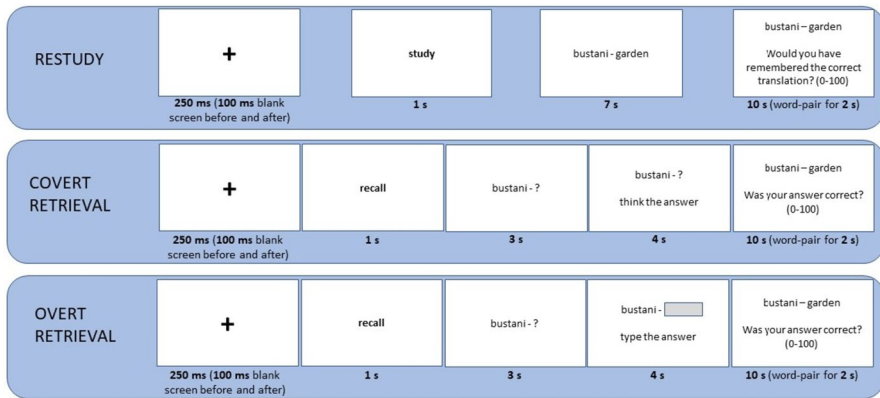 RESTUDY
+
study
bustani - garden
bustani – garden
Would you have
remembered the correct
translation? (0-100)
250 ms (100 ms blank
screen before and after)
1 s
7 s
10 s (word-pair for 2 s)
COVERT
RETRIEVAL
+
recall
bustani - ?
bustani - ?
think the answer
bustani – garden
Was your answer correct?
(0-100)
250 ms (100 ms blank
screen before and after)
1 s
3 s
4 s
10 s (word-pair for 2 s)
OVERT
RETRIEVAL
+
recall
bustani - ?
bustani -
type the answer
bustani – garden
Was your answer correct?
(0-100)
250 ms (100 ms blank
screen before and after)
1 s
3 s
4 s
10 s (word-pair for 2 s)